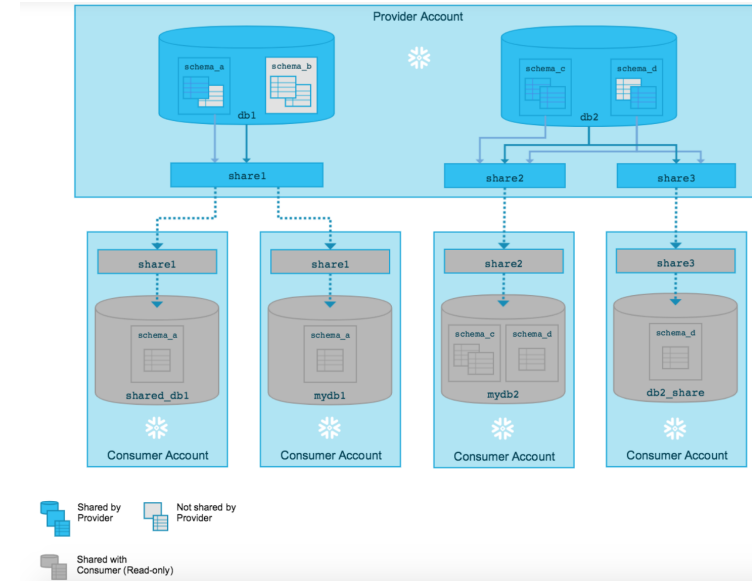 Provider Account
schema_a
schema_b
db1
schema_c
schema_d
db2
share1
share2
share3
share1
share1
share2
share3
schema_a
schema_a
schema_c
schema_d
schema_d
shared_db1
mydb1
mydb2
db2_share
Consumer Account
Consumer Account
Consumer Account
Consumer Account
Shared by
Provider
Not shared by
Provider
Shared with
Consumer (Read-only)